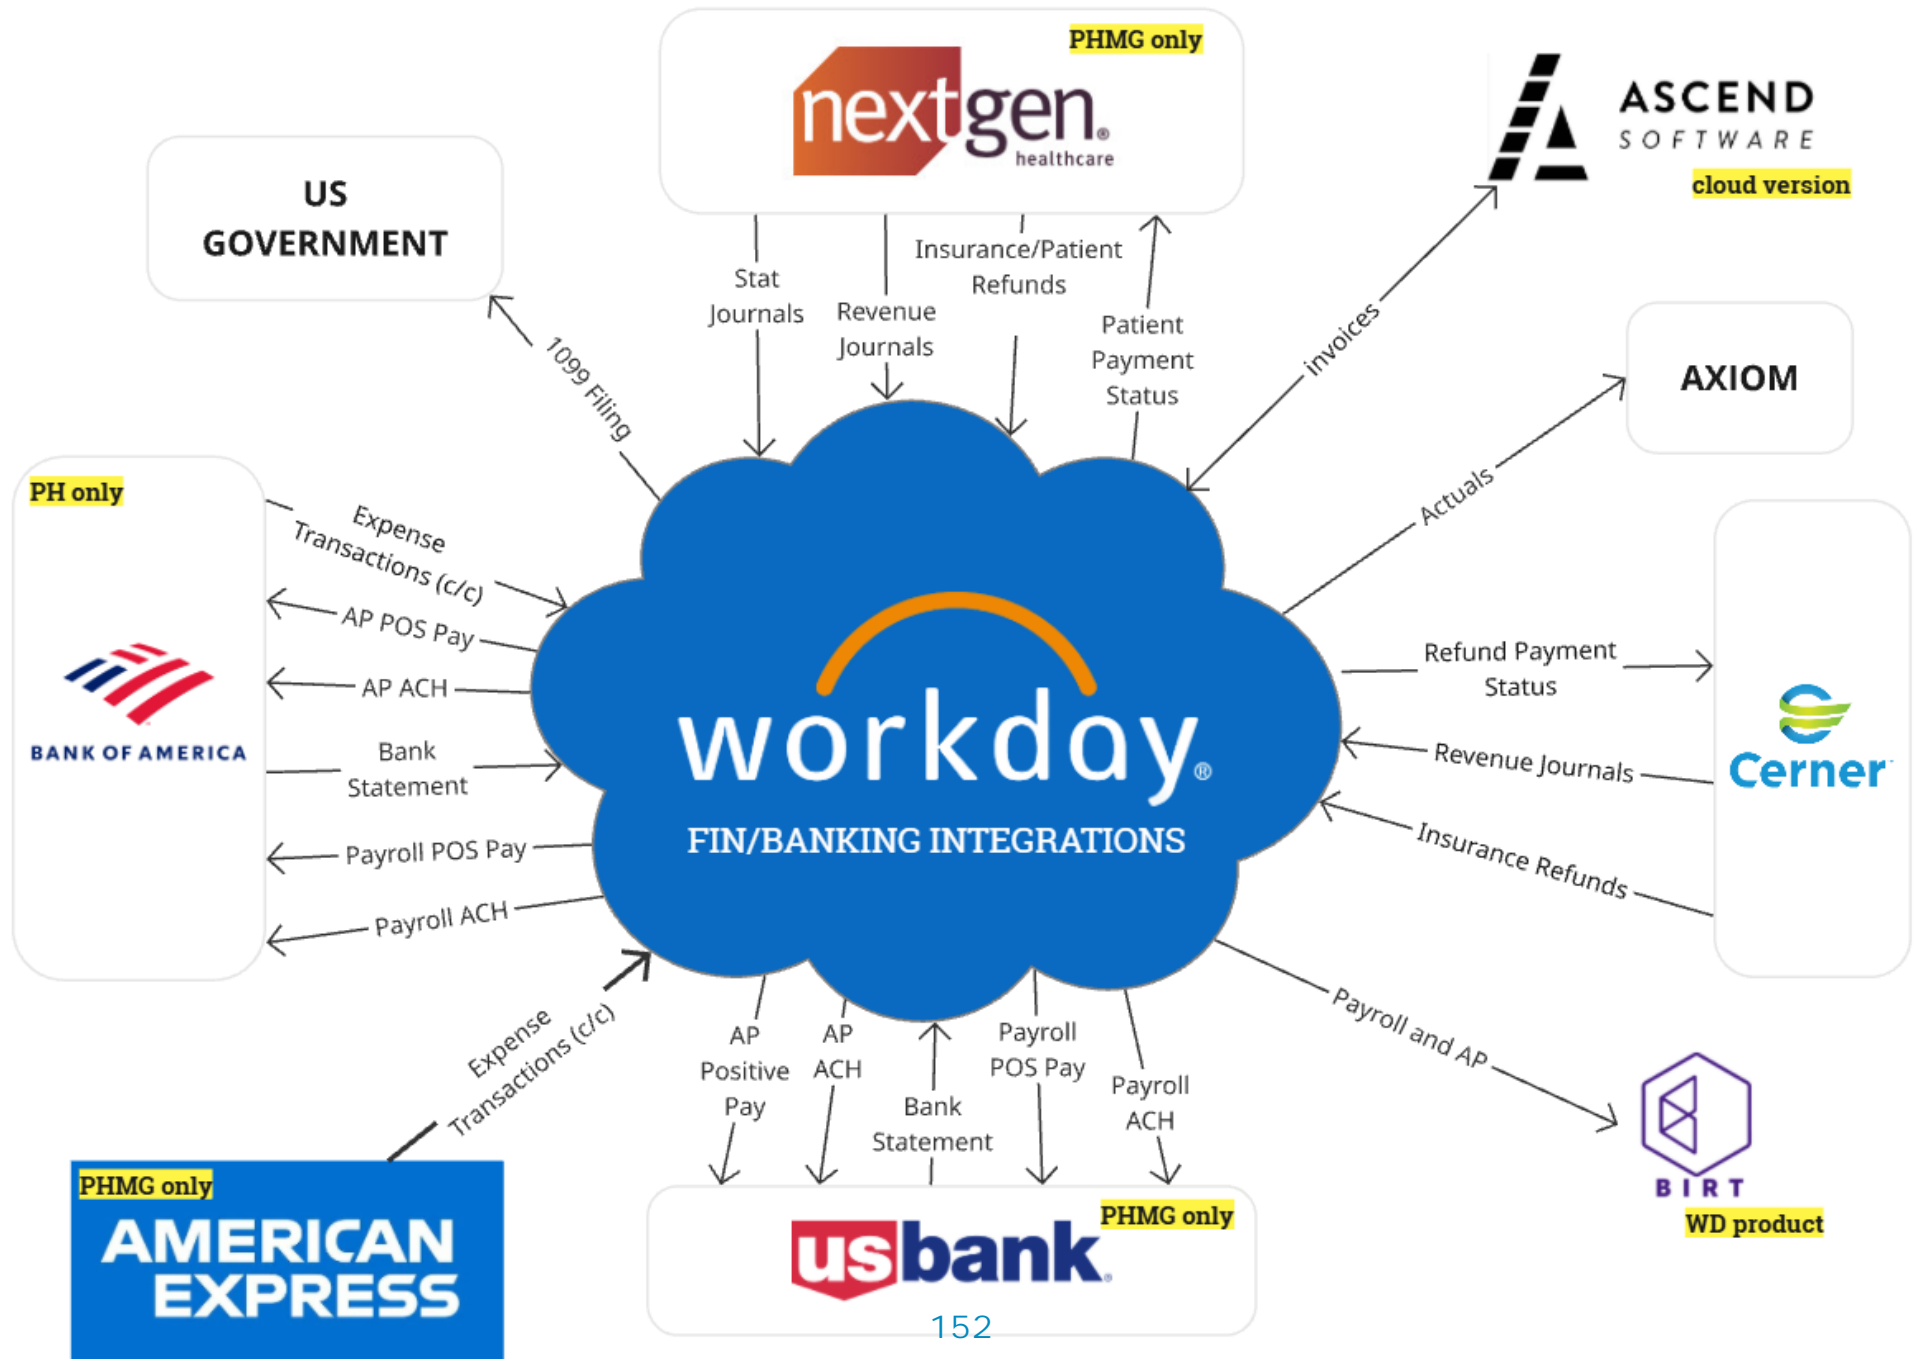 PHMG only
nextgen®
healthcare
ASCEND
SOFTWARE
cloud version
US
GOVERNMENT
Stat
Journals
Revenue
Journals
Insurance/Patient
Refunds
Patient
Payment
Status
invoices
1099 Filing
AXIOM
Actuals
PH only
BANK OF AMERICA
Expense
Transactions (c/c)
AP POS Pay
AP ACH
Bank
Statement
Payroll POS Pay
Payroll ACH
workday®
FIN/BANKING INTEGRATIONS
Refund Payment
Status
Revenue Journals
Insurance Refunds
Cerner
Expense
Transactions (c/c)
AP
Positive
Pay
AP
ACH
Bank
Statement
Payroll
POS Pay
Payroll
ACH
Payroll and AP
BIRT
WD product
PHMG only
AMERICAN
EXPRESS
PHMG only
usbank®
152